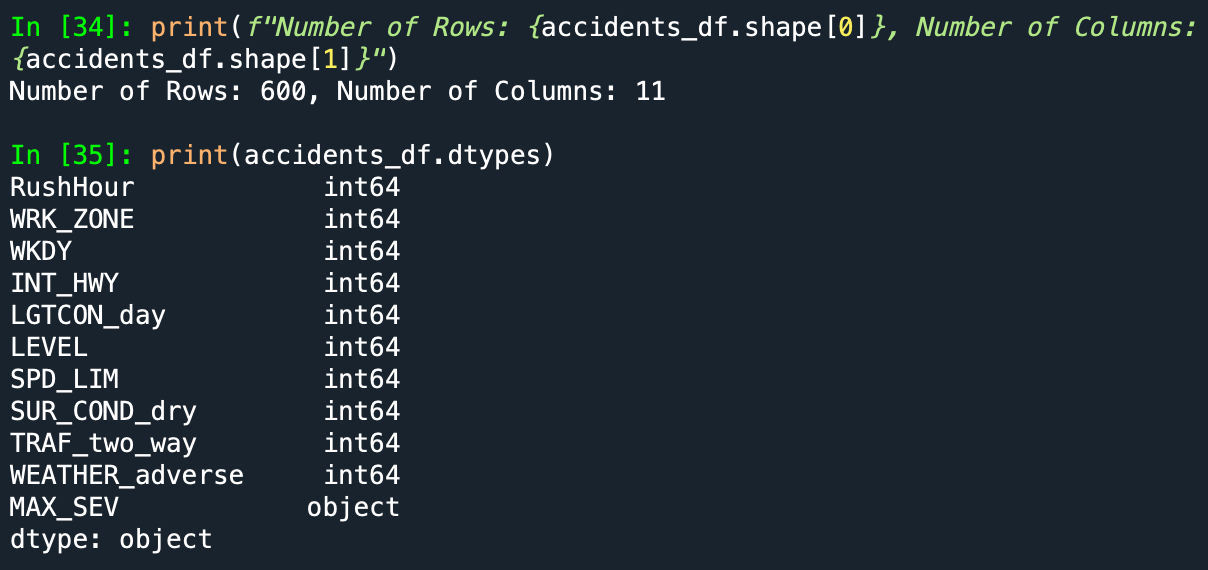 In [34]: print(f"Number of Rows: {accidents_df.shape[0]}, Number of Columns:
{accidents_df.shape[1]}")
Number of Rows: 600, Number of Columns: 11
In [35]: print(accidents_df.dtypes)
RushHour            int64
WRK_ZONE            int64
WKDY                int64
INT_HWY             int64
LGTCON_day          int64
LEVEL               int64
SPD_LIM             int64
SUR_COND_dry        int64
TRAF_two_way        int64
WEATHER_adverse     int64
MAX_SEV            object
dtype: object